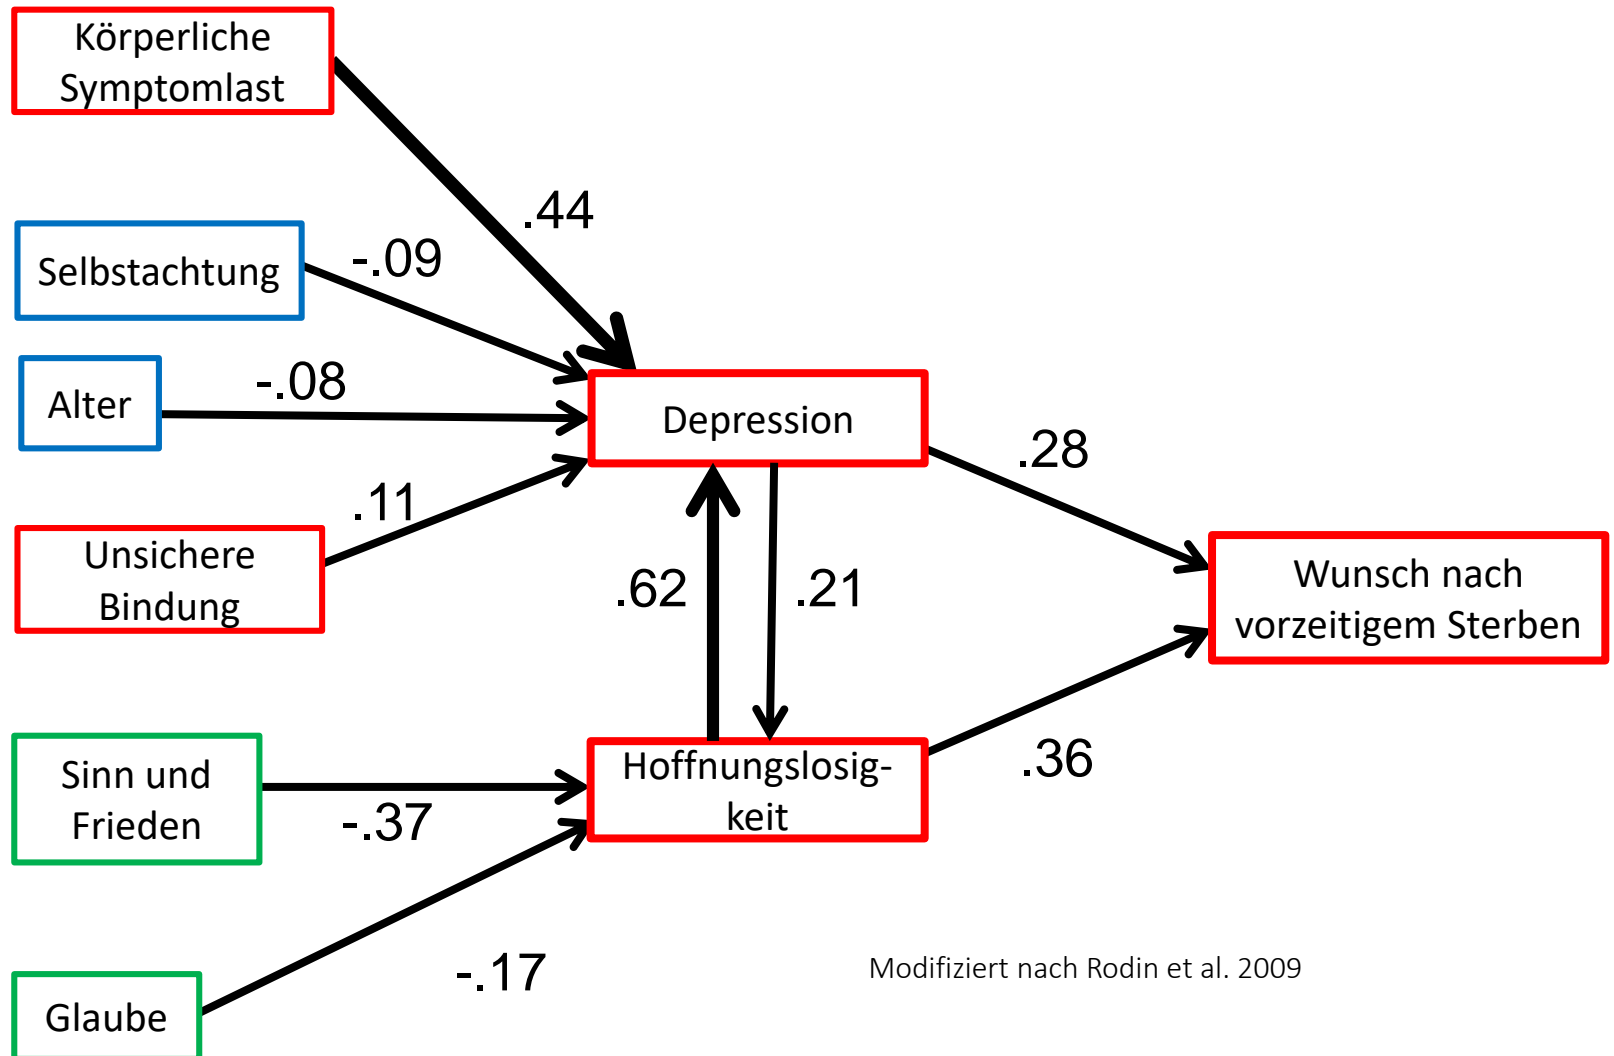 Körperliche
Symptomlast
.44
Selbstachtung
-.09
Alter
-.08
Depression
.28
Unsichere
Bindung
.11
.62
.21
Wunsch nach
vorzeitigem Sterben
Sinn und
Frieden
-.37
Hoffnungslosig-
keit
.36
Glaube
-.17
Modifiziert nach Rodin et al. 2009